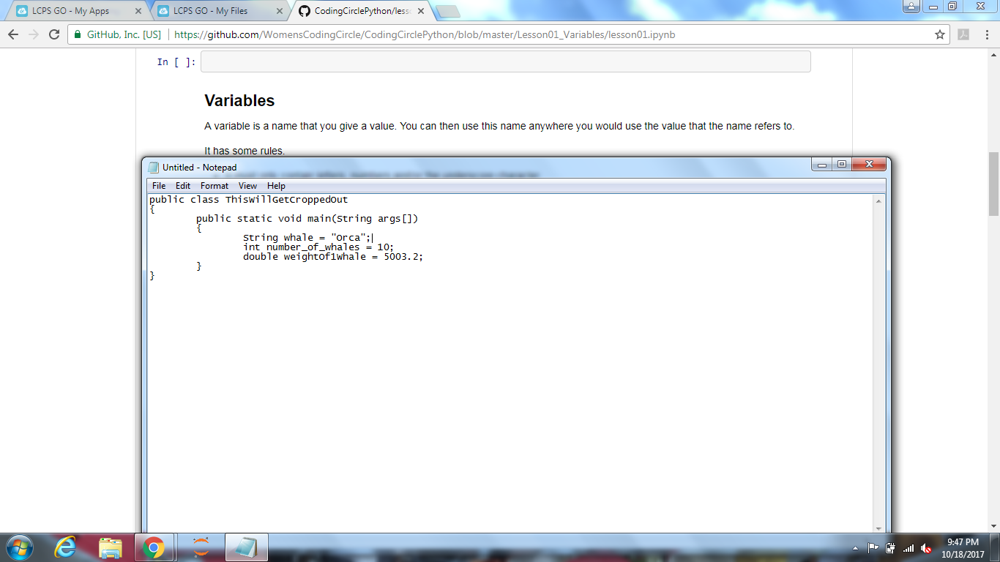 LCPS GO - My Apps
LCPS GO - My Files
CodingCirclePython/less
GitHub, Inc. [US]
https://github.com/WomensCodingCircle/CodingCirclePython/blob/master/Lesson01_Variables/lesson01.ipynb
In [ ]:
Variables
A variable is a name that you give a value. You can then use this name anywhere you would use the value that the name refers to.
It has some rules.
Untitled - Notepad
File Edit Format View Help
public class ThisWillGetCroppedOut
{
public static void main(String args[])
{
String whale = "Orca";
int number_of_whales = 10;
double weightOf1Whale = 5003.2;
}
}
9:47 PM
10/18/2017